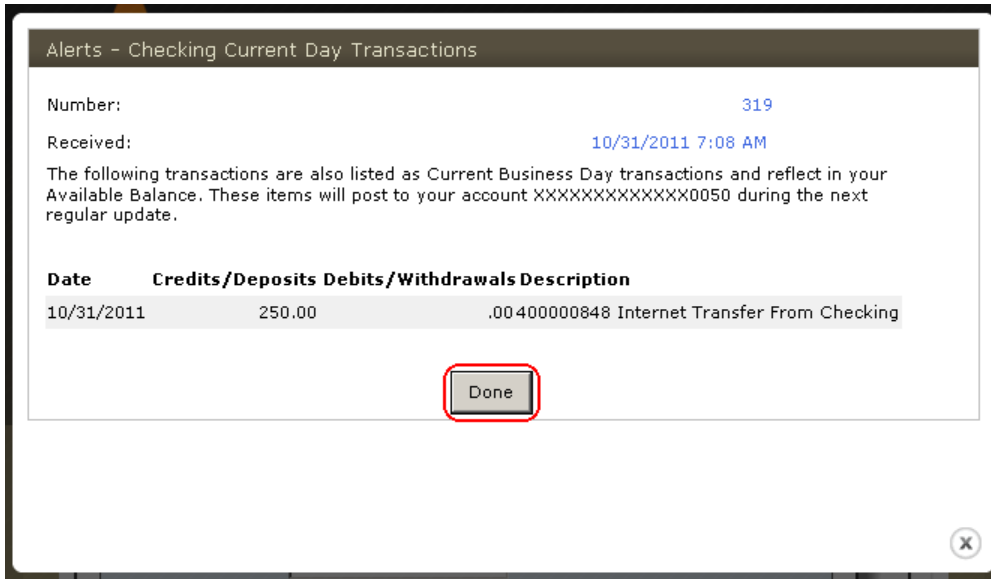 Alerts - Checking Current Day Transactions
Number: 319
Received: 10/31/2011 7:08 AM
The following transactions are also listed as Current Business Day transactions and reflect in your
Available Balance. These items will post to your account XXXXXXXXXXXXX0050 during the next
regular update.
Date Credits/Deposits Debits/Withdrawals Description
10/31/2011 250.00 .00 400000848 Internet Transfer From Checking
Done
x